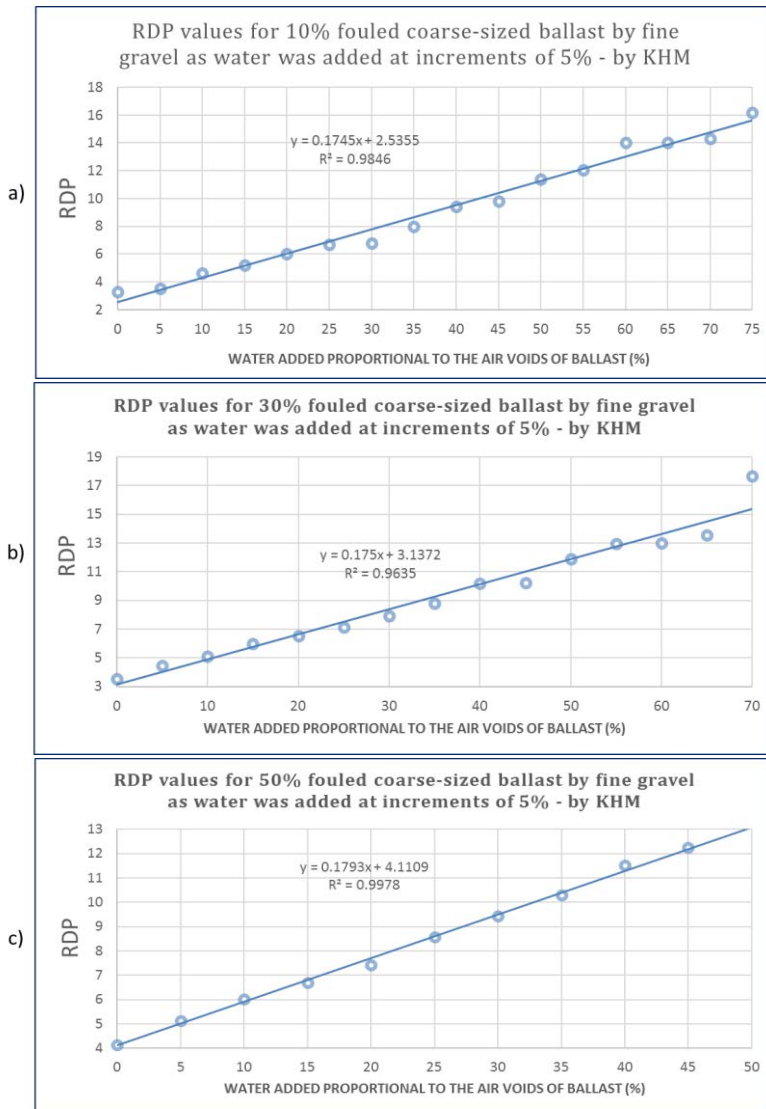 a)
RDP values for 10% fouled coarse-sized ballast by fine
gravel as water was added at increments of 5% - by KHM
RDP
18
16
14
12
10
8
6
4
2
y = 0.1745x + 2.5355
R² = 0.9846
0 5 10 15 20 25 30 35 40 45 50 55 60 65 70 75
WATER ADDED PROPORTIONAL TO THE AIR VOIDS OF BALLAST (%)
b)
RDP values for 30% fouled coarse-sized ballast by fine gravel
as water was added at increments of 5% - by KHM
RDP
19
17
15
13
11
9
7
5
3
y = 0.175x + 3.1372
R² = 0.9635
0 10 20 30 40 50 60 70
WATER ADDED PROPORTIONAL TO THE AIR VOIDS OF BALLAST (%)
c)
RDP values for 50% fouled coarse-sized ballast by fine gravel
as water was added at increments of 5% - by KHM
RDP
13
12
11
10
9
8
7
6
5
4
y = 0.1793x + 4.1109
R² = 0.9978
0 5 10 15 20 25 30 35 40 45 50
WATER ADDED PROPORTIONAL TO THE AIR VOIDS OF BALLAST (%)